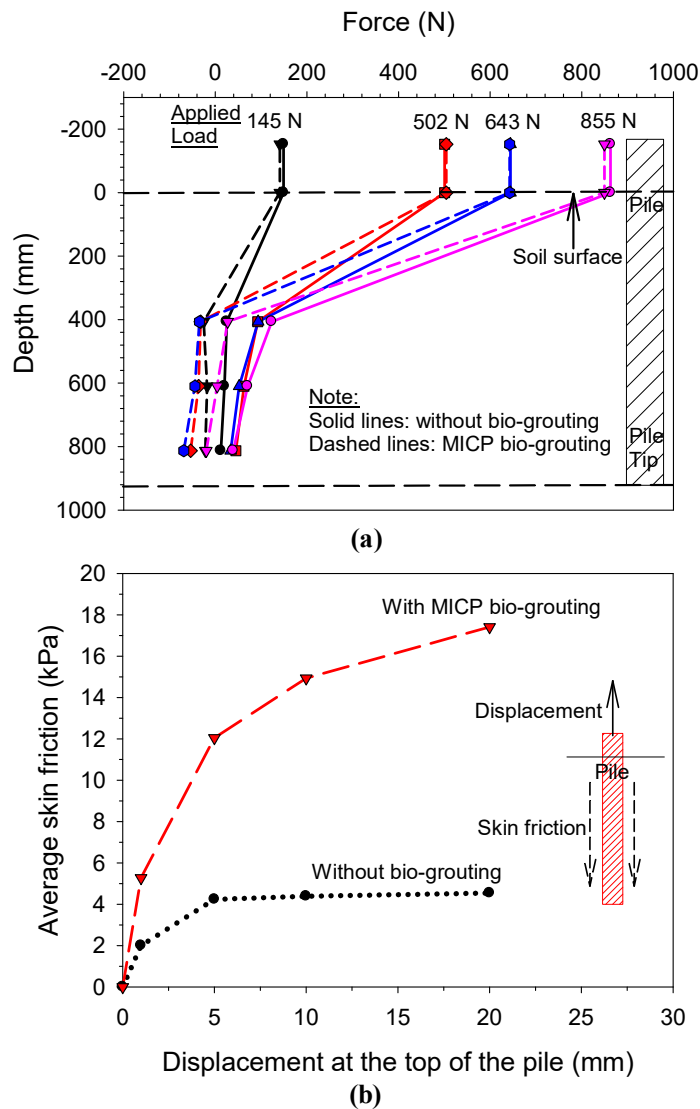 Force (N)
-200 0 200 400 600 800 1000
Applied
Load
145 N 502 N 643 N 855 N
-200
0
200
400
600
800
1000
Depth (mm)
Pile
Soil surface
Note:
Solid lines: without bio-grouting
Dashed lines: MICP bio-grouting
Pile
Tip
(a)
20
18
16
14
12
10
8
6
4
2
0
Average skin friction (kPa)
With MICP bio-grouting
Displacement
Pile
Skin friction
Without bio-grouting
0 5 10 15 20 25 30
Displacement at the top of the pile (mm)
(b)